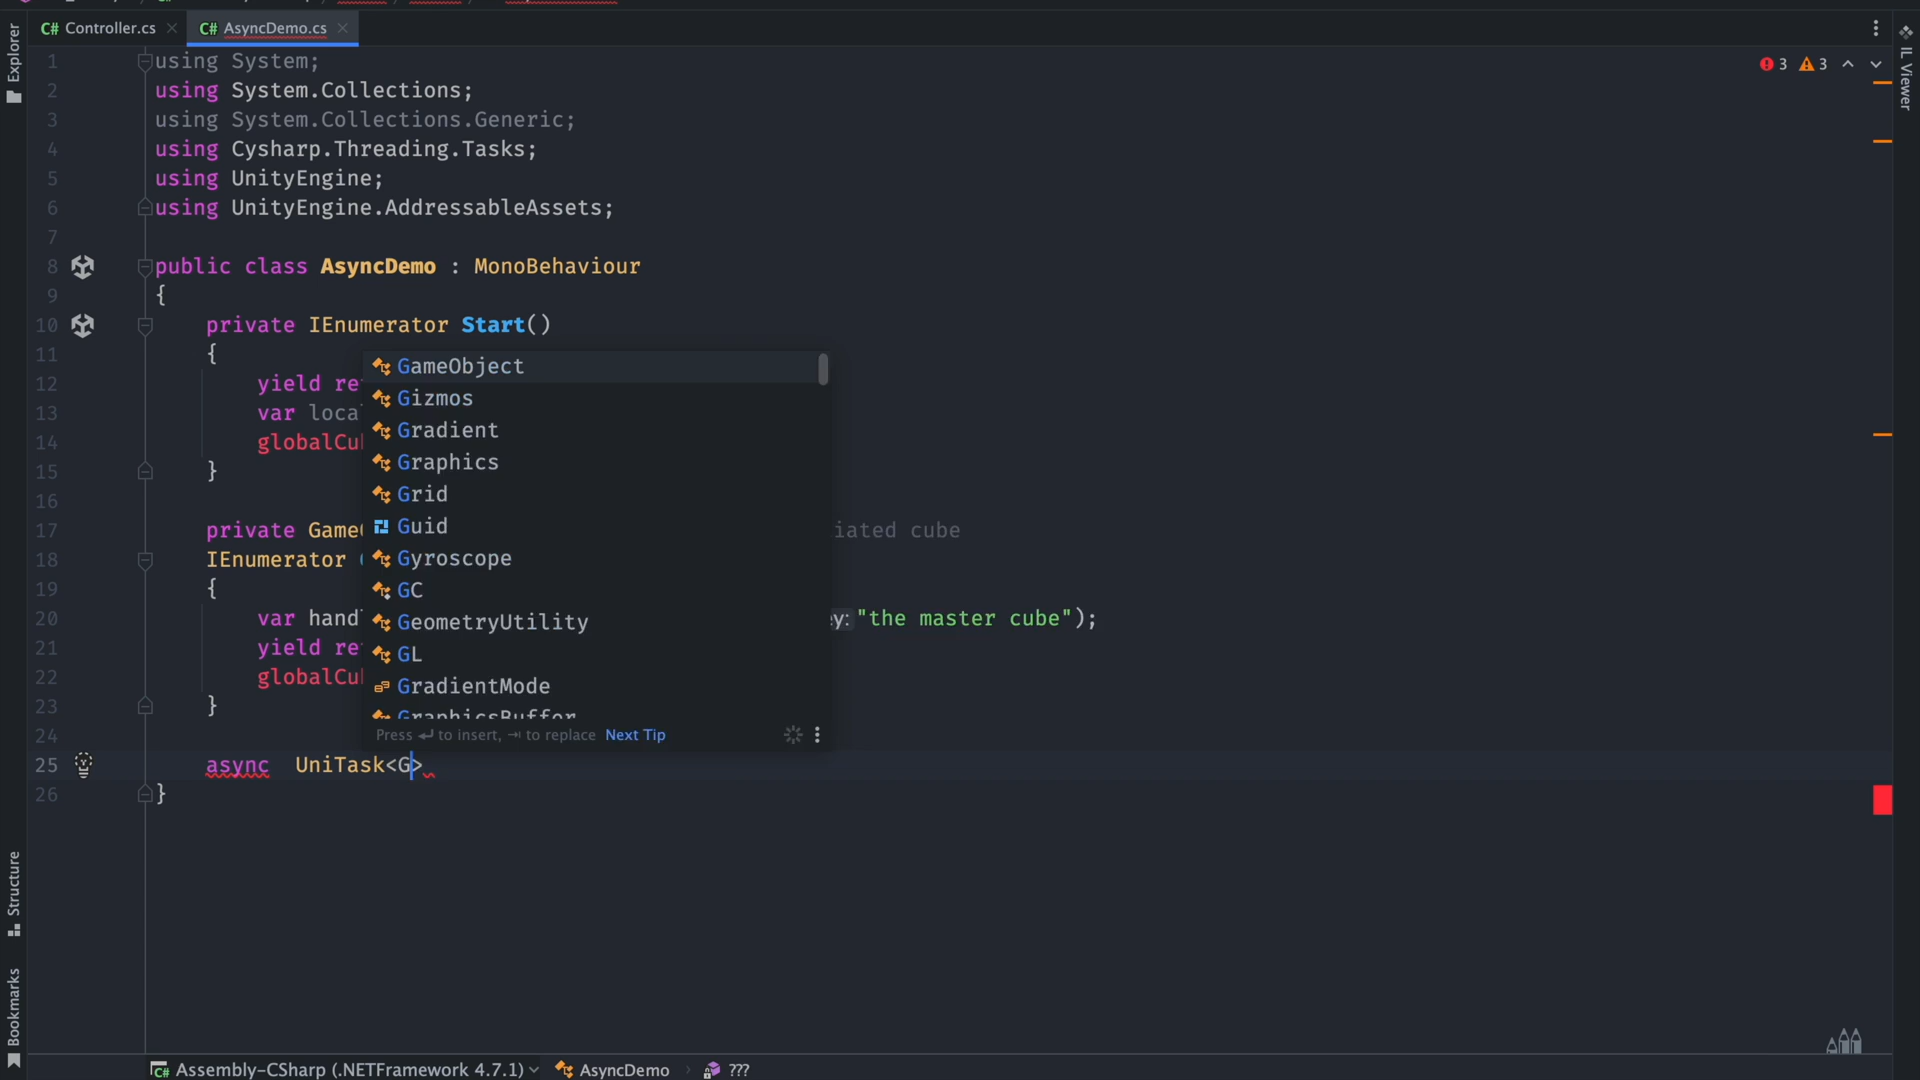 C# Controller.cs C# AsyncDemo.cs
Explorer
IL Viewer
3 3
1 using System;
2 using System.Collections;
3 using System.Collections.Generic;
4 using Cysharp.Threading.Tasks;
5 using UnityEngine;
6 using UnityEngine.AddressableAssets;
7
8 public class AsyncDemo : MonoBehaviour
9 {
10 private IEnumerator Start()
11 {
GameObject
12 yield re
Gizmos
13 var loca
Gradient
14 globalCu
Graphics
15 }
Grid
16
Guid
17 private Game iated cube
18 IEnumerator
Gyroscope
19 {
GC
20 var hand ey: "the master cube");
GeometryUtility
21 yield re
GL
22 globalCu
GradientMode
23 }
GraphicsBuffer
24
Press ↵ to insert, ⇥ to replace Next Tip
25 async UniTask<G>
26 }
Structure
Bookmarks
C# Assembly-CSharp (.NETFramework 4.7.1) AsyncDemo ???